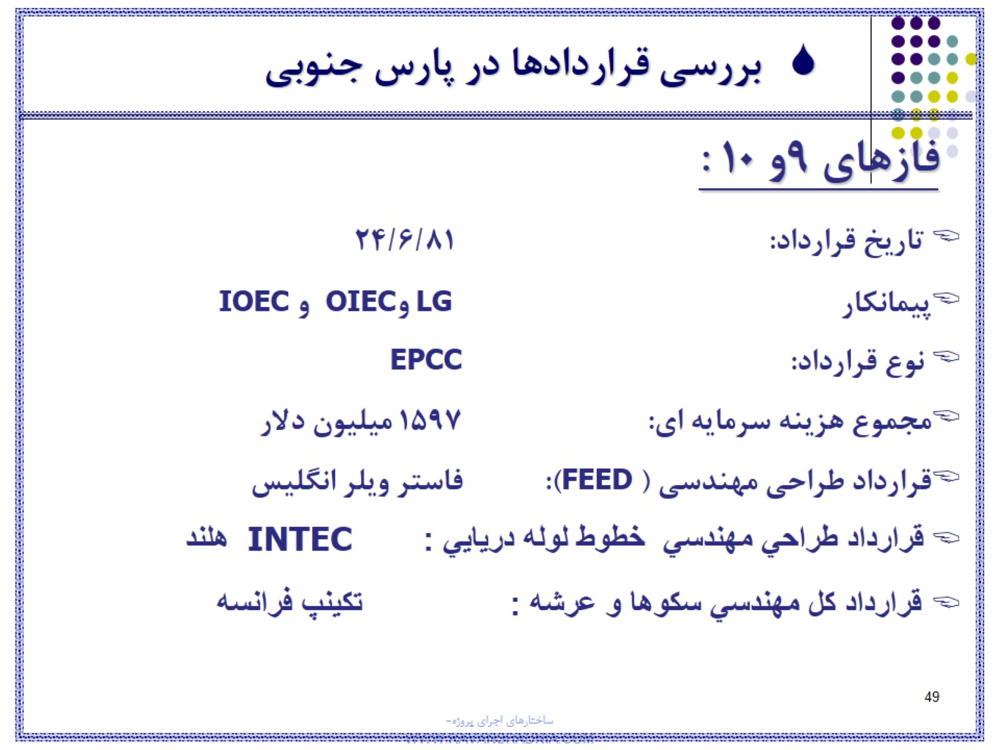 بررسی قراردادها در پارس جنوبی
فازهای ۹و ۱۰ :
تاریخ قرارداد: ۲۴/۶/۸۱
پیمانکار LG وOIEC و IOEC
نوع قرارداد: EPCC
مجموع هزینه سرمایه ای: ۱۵۹۷ میلیون دلار
قرارداد طراحی مهندسی ( FEED): فاستر ویلر انگلیس
قرارداد طراحي مهندسي خطوط لوله دريايي : INTEC هلند
قرارداد كل مهندسي سكوها و عرشه : تكينپ فرانسه
49
ساختارهای اجرای پروژه-